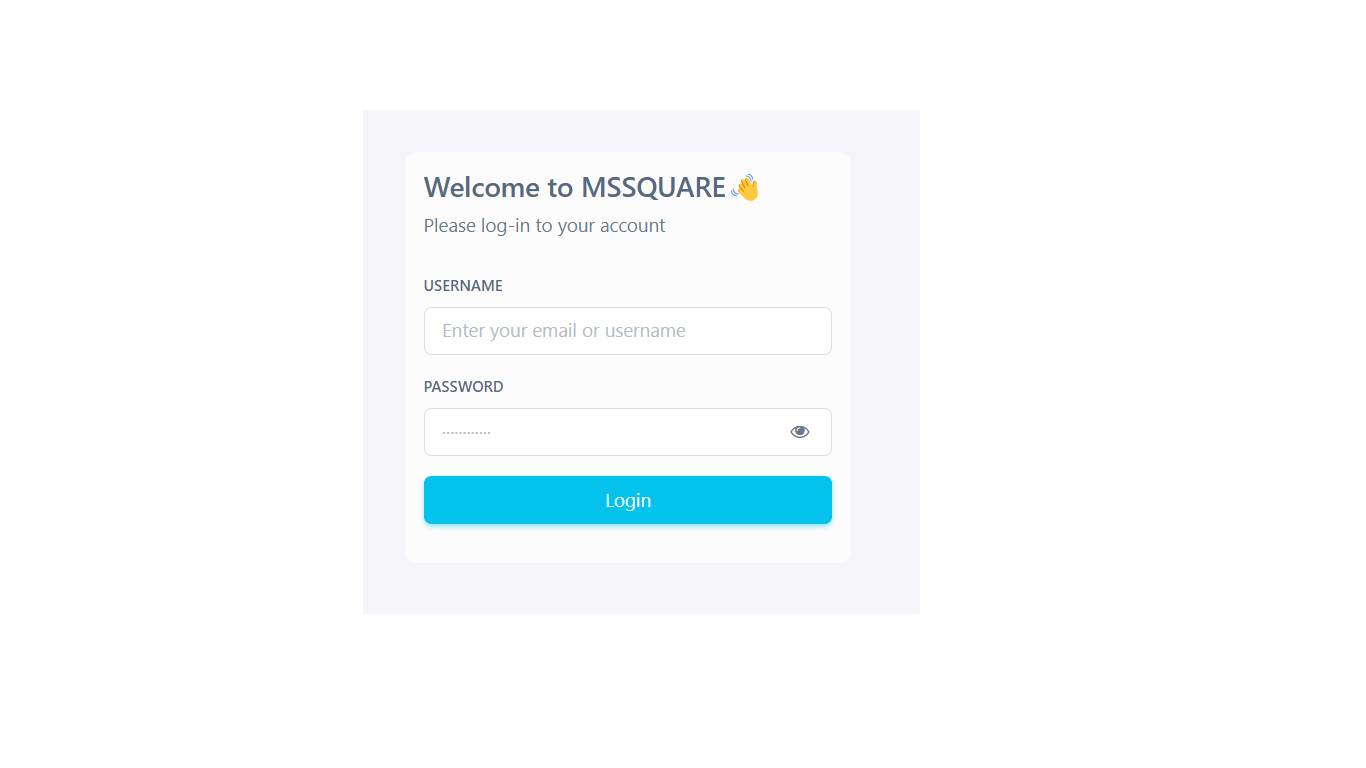 Welcome to MSSQUARE 👋
Please log-in to your account
USERNAME
Enter your email or username
PASSWORD
············
Login